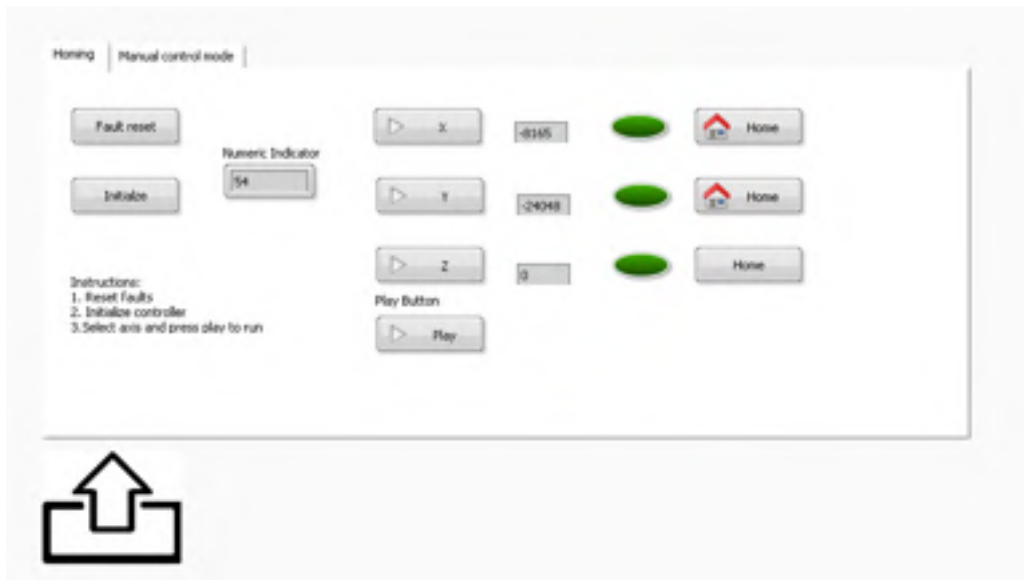 Homing
Manual control mode
Fault reset
X
-8165
Home
Numeric Indicator
54
Initialize
Y
-24048
Home
Z
0
Home
Instructions:
1. Reset faults
2. Initialize controller
3.Select axis and press play to run
Play Button
Play